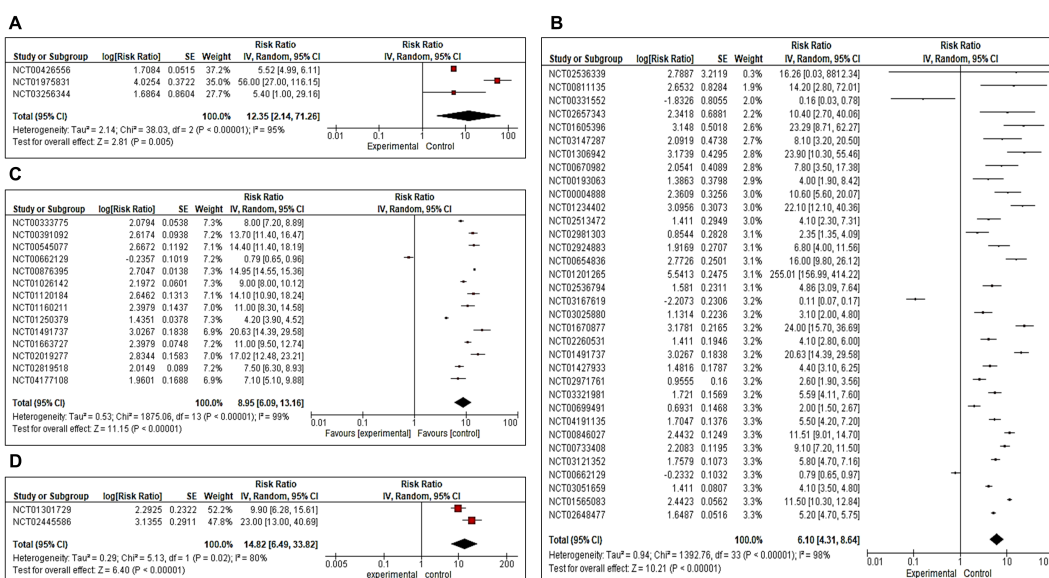 A
Risk Ratio Risk Ratio
Study or Subgroup log[Risk Ratio] SE Weight IV, Random, 95% CI IV, Random, 95% CI
NCT00426556 1.7084 0.0515 37.2% 5.52 [4.99, 6.11]
NCT01975831 4.0254 0.3722 35.0% 56.00 [27.00, 116.15]
NCT03256344 1.6864 0.8604 27.7% 5.40 [1.00, 29.16]
Total (95% CI) 100.0% 12.35 [2.14, 71.26]
Heterogeneity: Tau² = 2.14; Chi² = 38.03, df = 2 (P < 0.00001); I² = 95%
Test for overall effect: Z = 2.81 (P = 0.005)
0.01 0.1 1 10 100
Experimental Control
C
Risk Ratio Risk Ratio
Study or Subgroup log[Risk Ratio] SE Weight IV, Random, 95% CI IV, Random, 95% CI
NCT00333775 2.0794 0.0538 7.3% 8.00 [7.20, 8.89]
NCT00391092 2.6174 0.0938 7.2% 13.70 [11.40, 16.47]
NCT00545077 2.6672 0.1192 7.2% 14.40 [11.40, 18.19]
NCT00662129 -0.2357 0.1019 7.2% 0.79 [0.65, 0.96]
NCT00876395 2.7047 0.0138 7.3% 14.95 [14.55, 15.36]
NCT01026142 2.1972 0.0601 7.2% 9.00 [8.00, 10.12]
NCT01120184 2.6462 0.1313 7.1% 14.10 [10.90, 18.24]
NCT01160211 2.3979 0.1437 7.1% 11.00 [8.30, 14.58]
NCT01250379 1.4351 0.0378 7.3% 4.20 [3.90, 4.52]
NCT01491737 3.0267 0.1838 6.9% 20.63 [14.39, 29.58]
NCT01663727 2.3979 0.0748 7.2% 11.00 [9.50, 12.74]
NCT02019277 2.8344 0.1583 7.0% 17.02 [12.48, 23.21]
NCT02819518 2.0149 0.089 7.2% 7.50 [6.30, 8.93]
NCT04177108 1.9601 0.1688 6.9% 7.10 [5.10, 9.88]
Total (95% CI) 100.0% 8.95 [6.09, 13.16]
Heterogeneity: Tau² = 0.53; Chi² = 1875.06, df = 13 (P < 0.00001); I² = 99%
Test for overall effect: Z = 11.15 (P < 0.00001)
0.01 0.1 1 10 100
Favours [experimental] Favours [control]
D
Risk Ratio Risk Ratio
Study or Subgroup log[Risk Ratio] SE Weight IV, Random, 95% CI IV, Random, 95% CI
NCT01301729 2.2925 0.2322 52.2% 9.90 [6.28, 15.61]
NCT02445586 3.1355 0.2911 47.8% 23.00 [13.00, 40.69]
Total (95% CI) 100.0% 14.82 [6.49, 33.82]
Heterogeneity: Tau² = 0.29; Chi² = 5.13, df = 1 (P = 0.02); I² = 80%
Test for overall effect: Z = 6.40 (P < 0.00001)
0.005 0.1 1 10 200
experimental control
B
Risk Ratio Risk Ratio
Study or Subgroup log[Risk Ratio] SE Weight IV, Random, 95% CI IV, Random, 95% CI
NCT02536339 2.7887 3.2119 0.3% 16.26 [0.03, 8812.34]
NCT00811135 2.6532 0.8284 1.9% 14.20 [2.80, 72.01]
NCT00331552 -1.8326 0.8055 2.0% 0.16 [0.03, 0.78]
NCT02657343 2.3418 0.6881 2.2% 10.40 [2.70, 40.06]
NCT01605396 3.148 0.5018 2.7% 23.29 [8.71, 62.27]
NCT03147287 2.0919 0.4738 2.7% 8.10 [3.20, 20.50]
NCT01306942 3.1739 0.4295 2.8% 23.90 [10.30, 55.46]
NCT00670982 2.0541 0.4089 2.8% 7.80 [3.50, 17.38]
NCT00193063 1.3863 0.3798 2.9% 4.00 [1.90, 8.42]
NCT00004888 2.3609 0.3256 3.0% 10.60 [5.60, 20.07]
NCT01234402 3.0956 0.3073 3.0% 22.10 [12.10, 40.36]
NCT02513472 1.411 0.2949 3.1% 4.10 [2.30, 7.31]
NCT02981303 0.8544 0.2828 3.1% 2.35 [1.35, 4.09]
NCT02924883 1.9169 0.2707 3.1% 6.80 [4.00, 11.56]
NCT00654836 2.7726 0.2501 3.1% 16.00 [9.80, 26.12]
NCT01201265 5.5413 0.2475 3.1% 255.01 [156.99, 414.22]
NCT02536794 1.581 0.2311 3.2% 4.86 [3.09, 7.64]
NCT03167619 -2.2073 0.2306 3.2% 0.11 [0.07, 0.17]
NCT03025880 1.1314 0.2236 3.2% 3.10 [2.00, 4.80]
NCT01670877 3.1781 0.2165 3.2% 24.00 [15.70, 36.69]
NCT02260531 1.411 0.1946 3.2% 4.10 [2.80, 6.00]
NCT01491737 3.0267 0.1838 3.2% 20.63 [14.39, 29.58]
NCT01427933 1.4816 0.1787 3.2% 4.40 [3.10, 6.25]
NCT02971761 0.9555 0.16 3.2% 2.60 [1.90, 3.56]
NCT03321981 1.721 0.1569 3.2% 5.59 [4.11, 7.60]
NCT00699491 0.6931 0.1468 3.3% 2.00 [1.50, 2.67]
NCT04191135 1.7047 0.1376 3.3% 5.50 [4.20, 7.20]
NCT00846027 2.4432 0.1249 3.3% 11.51 [9.01, 14.70]
NCT00733408 2.2083 0.1195 3.3% 9.10 [7.20, 11.50]
NCT03121352 1.7579 0.1073 3.3% 5.80 [4.70, 7.16]
NCT00662129 -0.2332 0.1032 3.3% 0.79 [0.65, 0.97]
NCT03051659 1.411 0.0807 3.3% 4.10 [3.50, 4.80]
NCT01565083 2.4423 0.0562 3.3% 11.50 [10.30, 12.84]
NCT02648477 1.6487 0.0516 3.3% 5.20 [4.70, 5.75]
Total (95% CI) 100.0% 6.10 [4.31, 8.64]
Heterogeneity: Tau² = 0.94; Chi² = 1392.76, df = 33 (P < 0.00001); I² = 98%
Test for overall effect: Z = 10.21 (P < 0.00001)
0.01 0.1 1 10
Experimental Control